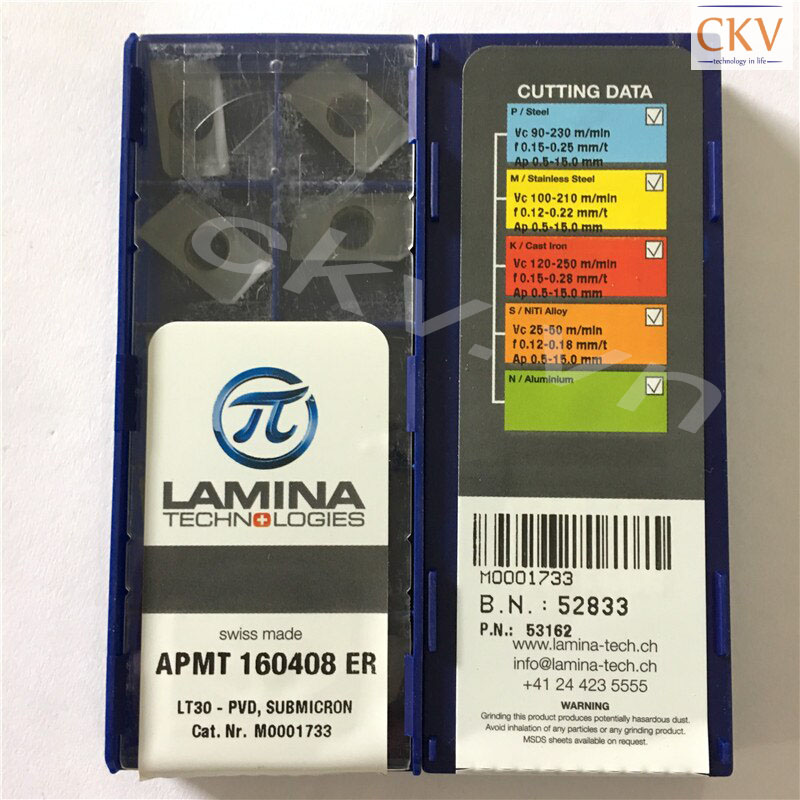 CKV
technology in life
CUTTING DATA
P / Steel
Vc 90-230 m/min
f 0.15-0.25 mm/t
Ap 0.5-15.0 mm
M / Stainless Steel
Vc 100-210 m/min
f 0.12-0.22 mm/t
Ap 0.5-15.0 mm
K / Cast Iron
Vc 120-250 m/min
f 0.15-0.28 mm/t
Ap 0.5-15.0 mm
S / NiTi Alloy
Vc 25-50 m/min
f 0.12-0.18 mm/t
Ap 0.5-15.0 mm
N / Aluminium
ckv.vn
π
LAMINA
TECHNOLOGIES
swiss made
APMT 160408 ER
LT30 - PVD, SUBMICRON
Cat. Nr. M0001733
M0001733
B.N.: 52833
P.N.: 53162
www.lamina-tech.ch
info@lamina-tech.ch
+41 24 423 5555
WARNING
Grinding this product produces potentially hazardous dust.
Avoid inhalation of any particles or any grinding product.
MSDS sheets available on request.